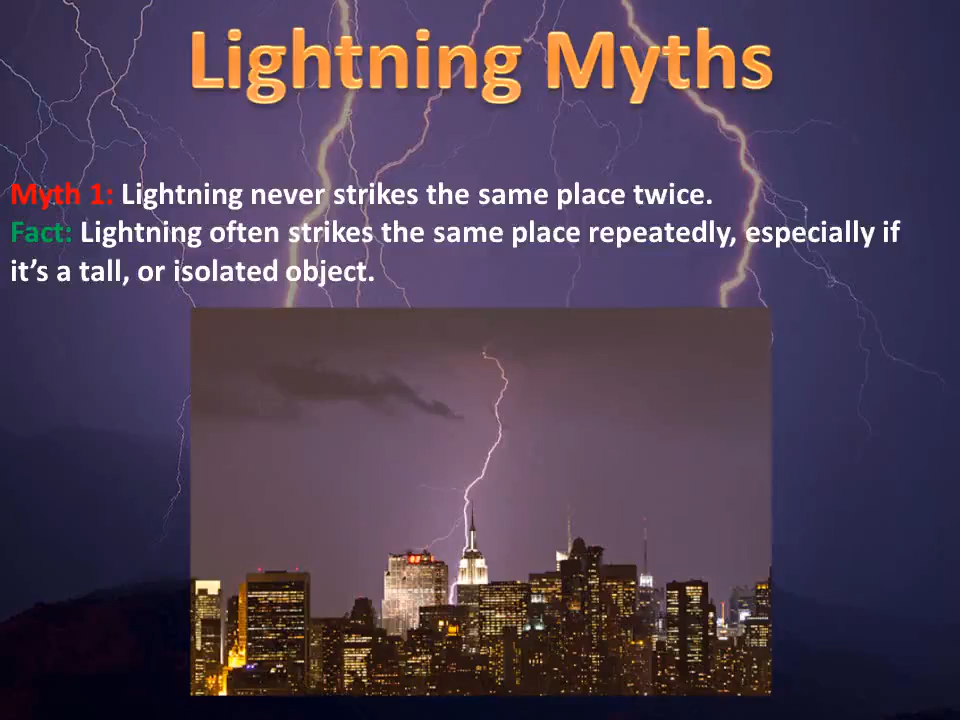 Lightning Myths
Myth 1: Lightning never strikes the same place twice.
Fact: Lightning often strikes the same place repeatedly, especially if
it’s a tall, or isolated object.